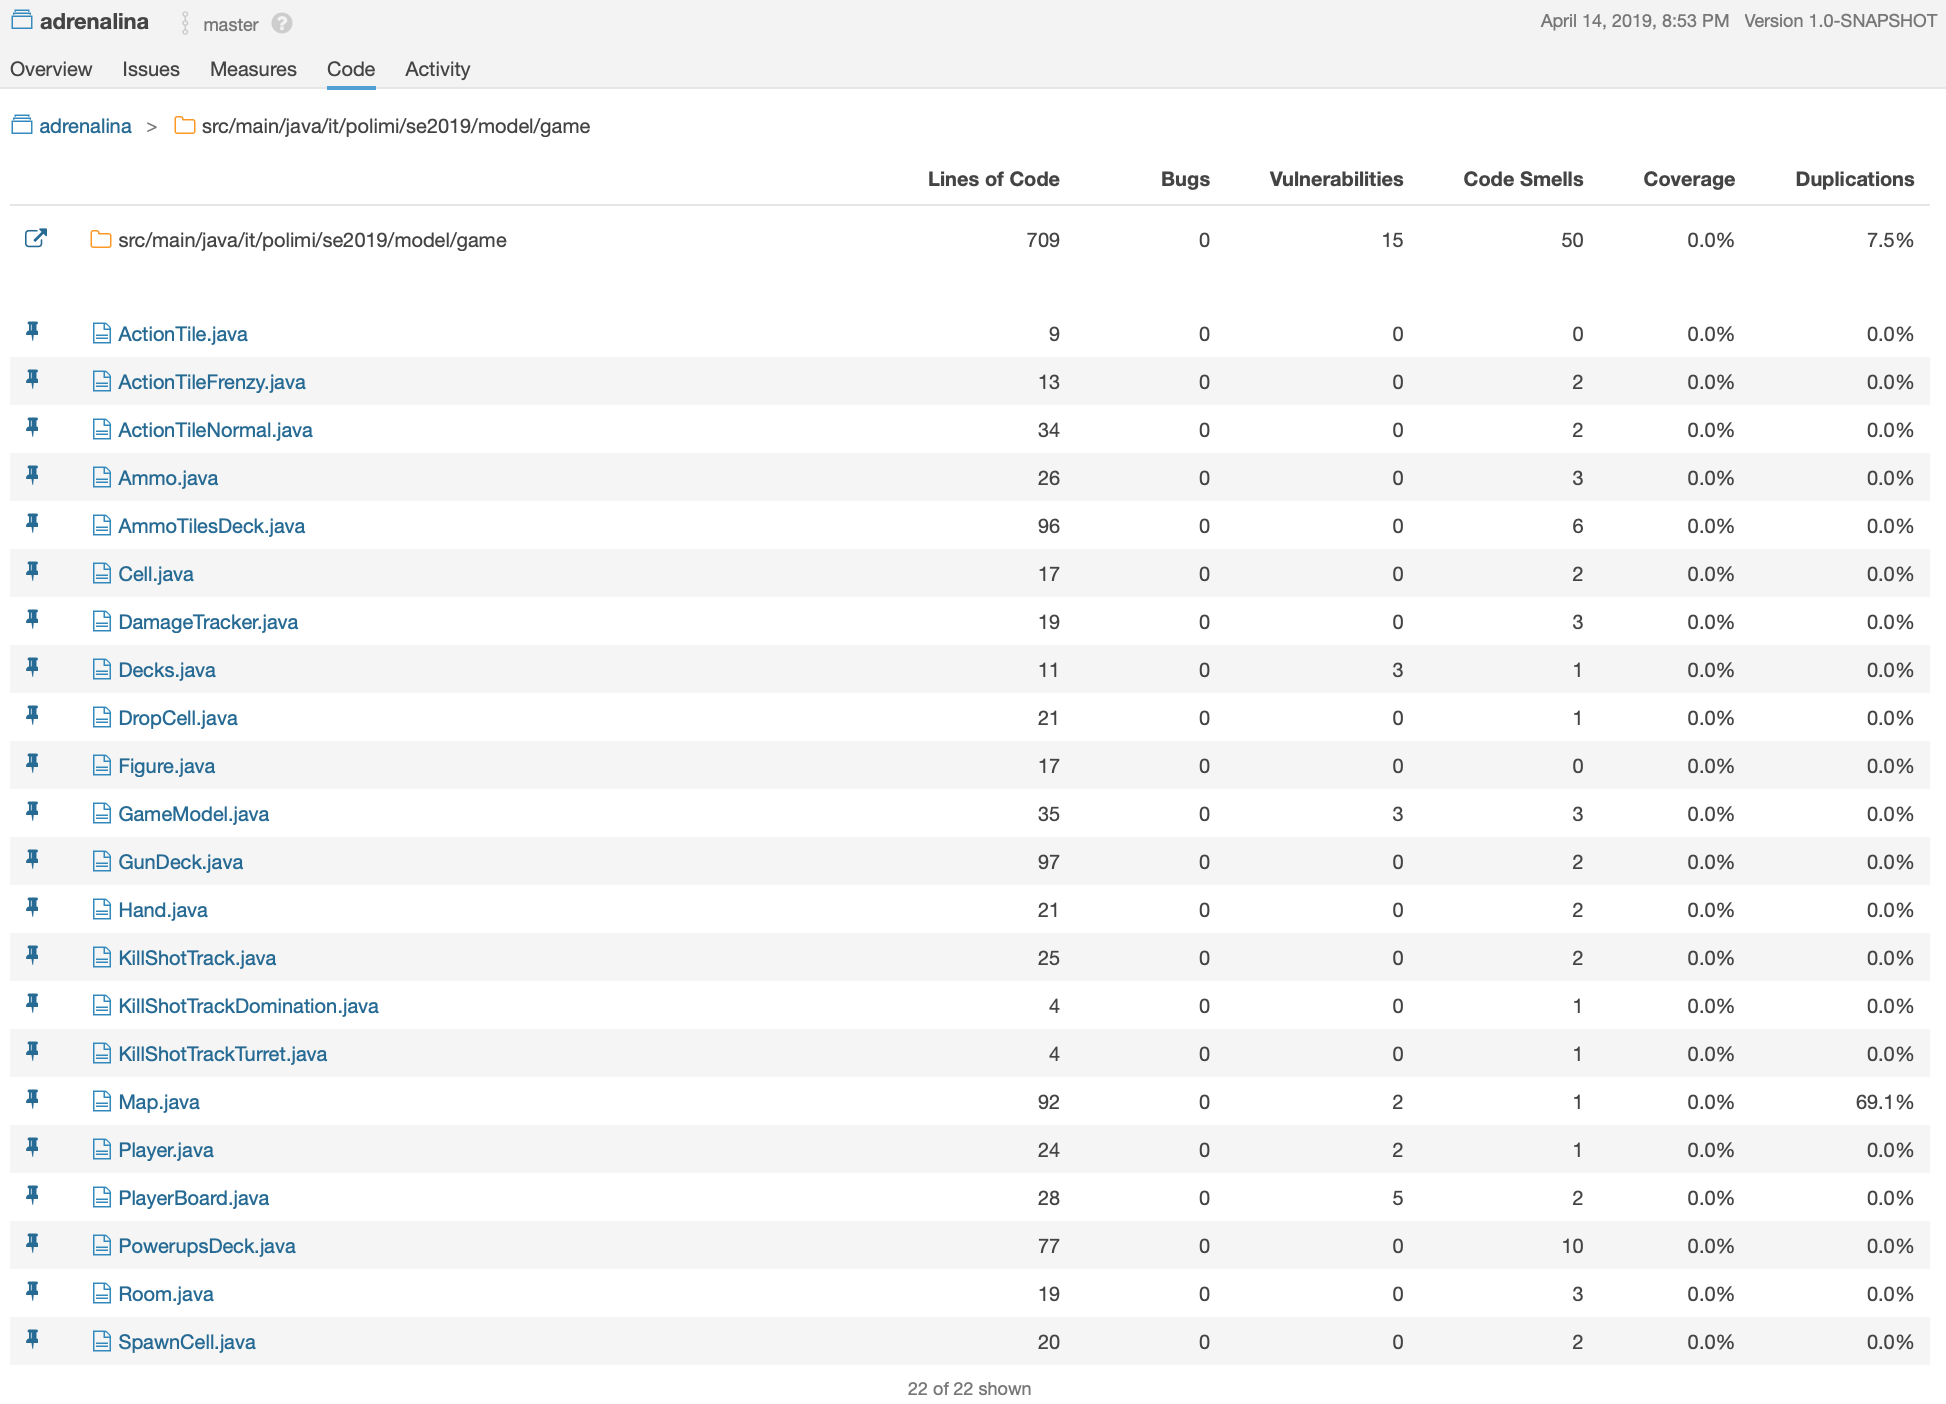 adrenalina master ? April 14, 2019, 8:53 PM Version 1.0-SNAPSHOT
Overview Issues Measures Code Activity
adrenalina > src/main/java/it/polimi/se2019/model/game
Lines of Code Bugs Vulnerabilities Code Smells Coverage Duplications
src/main/java/it/polimi/se2019/model/game 709 0 15 50 0.0% 7.5%
ActionTile.java 9 0 0 0 0.0% 0.0%
ActionTileFrenzy.java 13 0 0 2 0.0% 0.0%
ActionTileNormal.java 34 0 0 2 0.0% 0.0%
Ammo.java 26 0 0 3 0.0% 0.0%
AmmoTilesDeck.java 96 0 0 6 0.0% 0.0%
Cell.java 17 0 0 2 0.0% 0.0%
DamageTracker.java 19 0 0 3 0.0% 0.0%
Decks.java 11 0 3 1 0.0% 0.0%
DropCell.java 21 0 0 1 0.0% 0.0%
Figure.java 17 0 0 0 0.0% 0.0%
GameModel.java 35 0 3 3 0.0% 0.0%
GunDeck.java 97 0 0 2 0.0% 0.0%
Hand.java 21 0 0 2 0.0% 0.0%
KillShotTrack.java 25 0 0 2 0.0% 0.0%
KillShotTrackDomination.java 4 0 0 1 0.0% 0.0%
KillShotTrackTurret.java 4 0 0 1 0.0% 0.0%
Map.java 92 0 2 1 0.0% 69.1%
Player.java 24 0 2 1 0.0% 0.0%
PlayerBoard.java 28 0 5 2 0.0% 0.0%
PowerupsDeck.java 77 0 0 10 0.0% 0.0%
Room.java 19 0 0 3 0.0% 0.0%
SpawnCell.java 20 0 0 2 0.0% 0.0%
22 of 22 shown